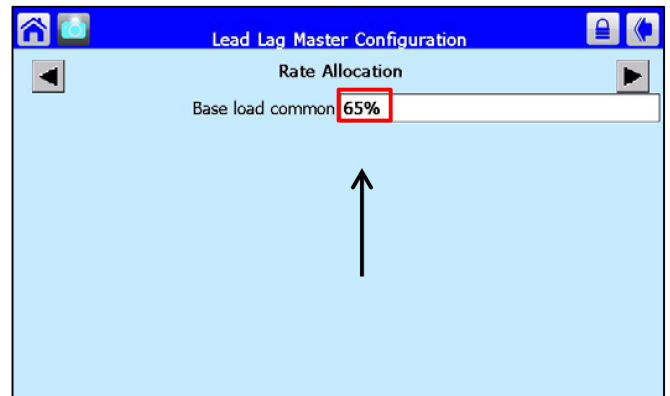 Lead Lag Master Configuration
Rate Allocation
Base load common 65%